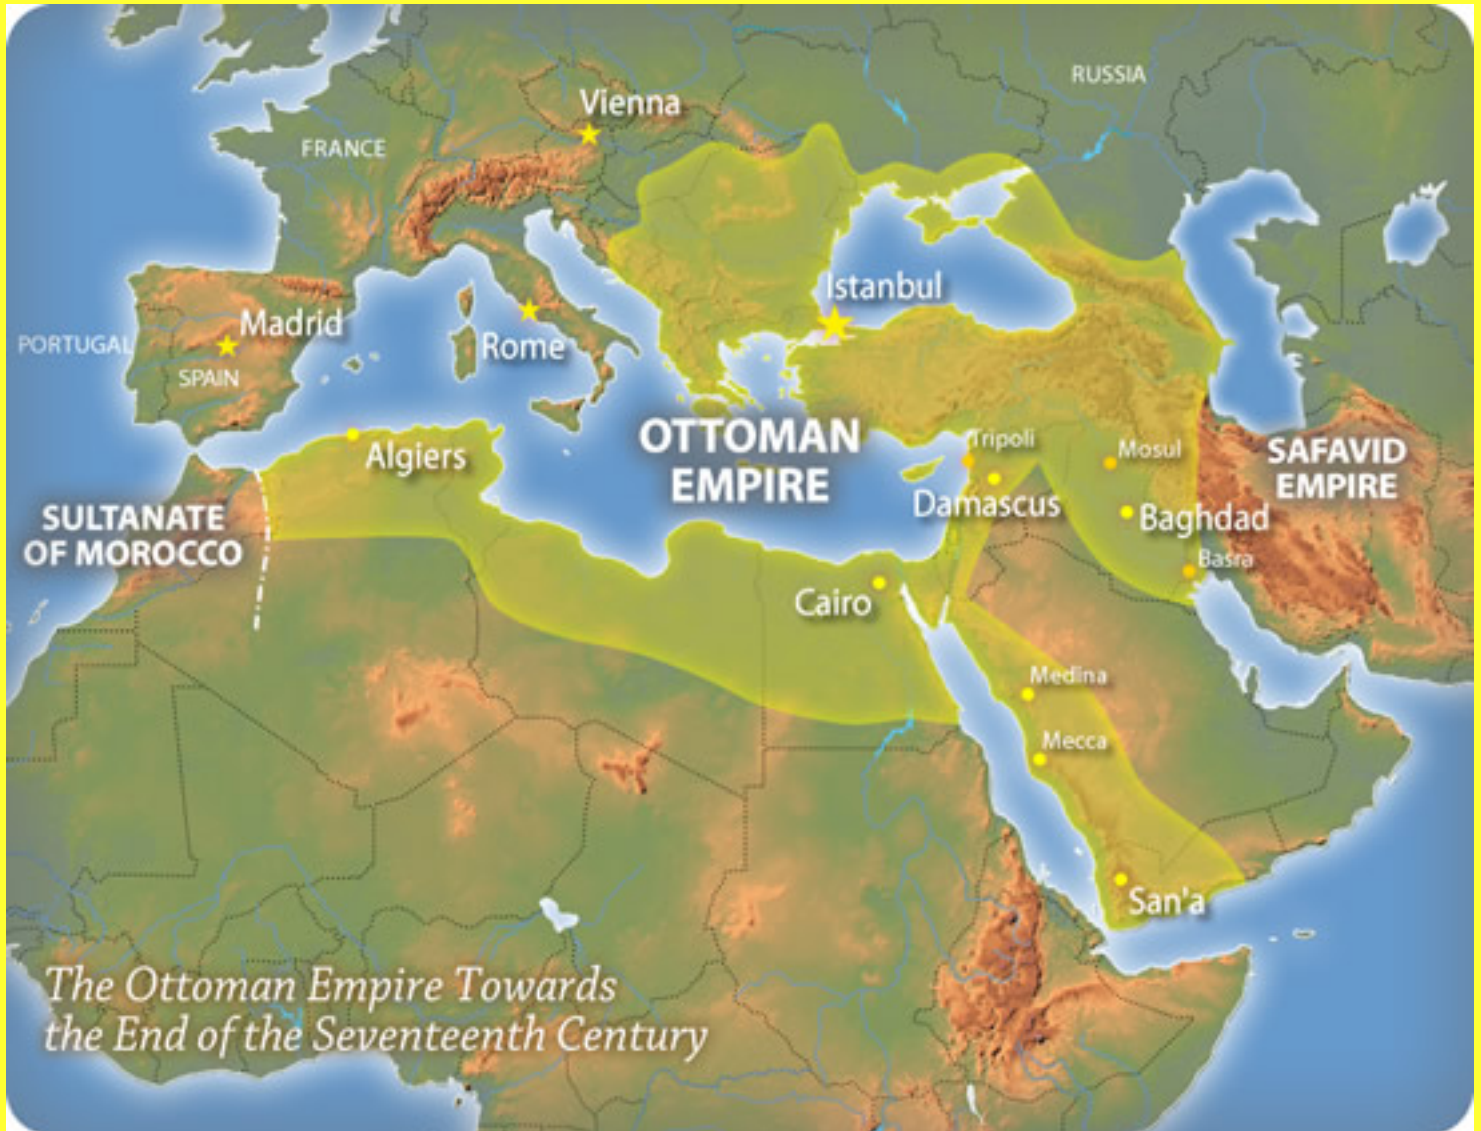 RUSSIA
Vienna
FRANCE
Istanbul
Madrid
PORTUGAL
Rome
SPAIN
OTTOMAN
EMPIRE
Tripoli
Mosul
SAFAVID
EMPIRE
Algiers
Damascus
Baghdad
SULTANATE
OF MOROCCO
Basra
Cairo
Medina
Mecca
San'a
The Ottoman Empire Towards
the End of the Seventeenth Century